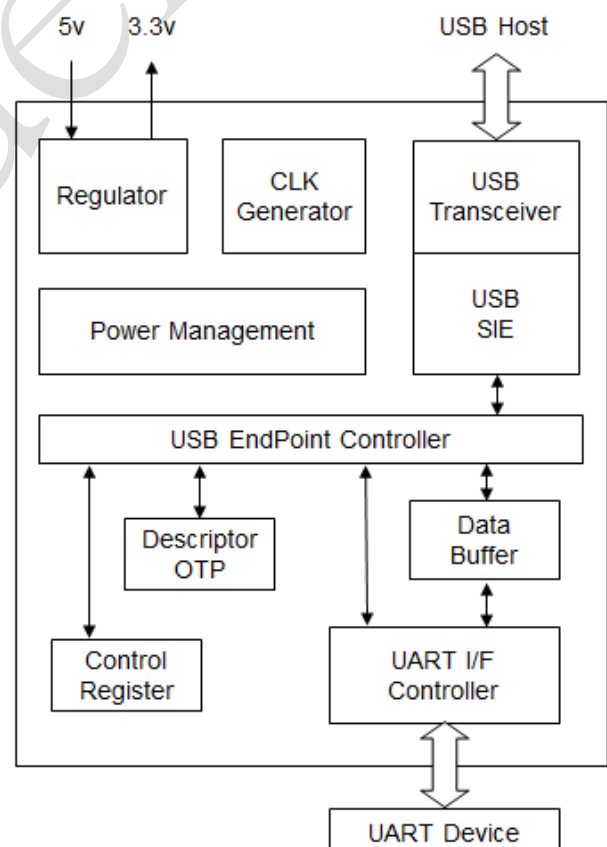 5v
3.3v
USB Host
Regulator
CLK
Generator
USB
Transceiver
Power Management
USB
SIE
USB EndPoint Controller
Descriptor
OTP
Data
Buffer
Control
Register
UART I/F
Controller
UART Device